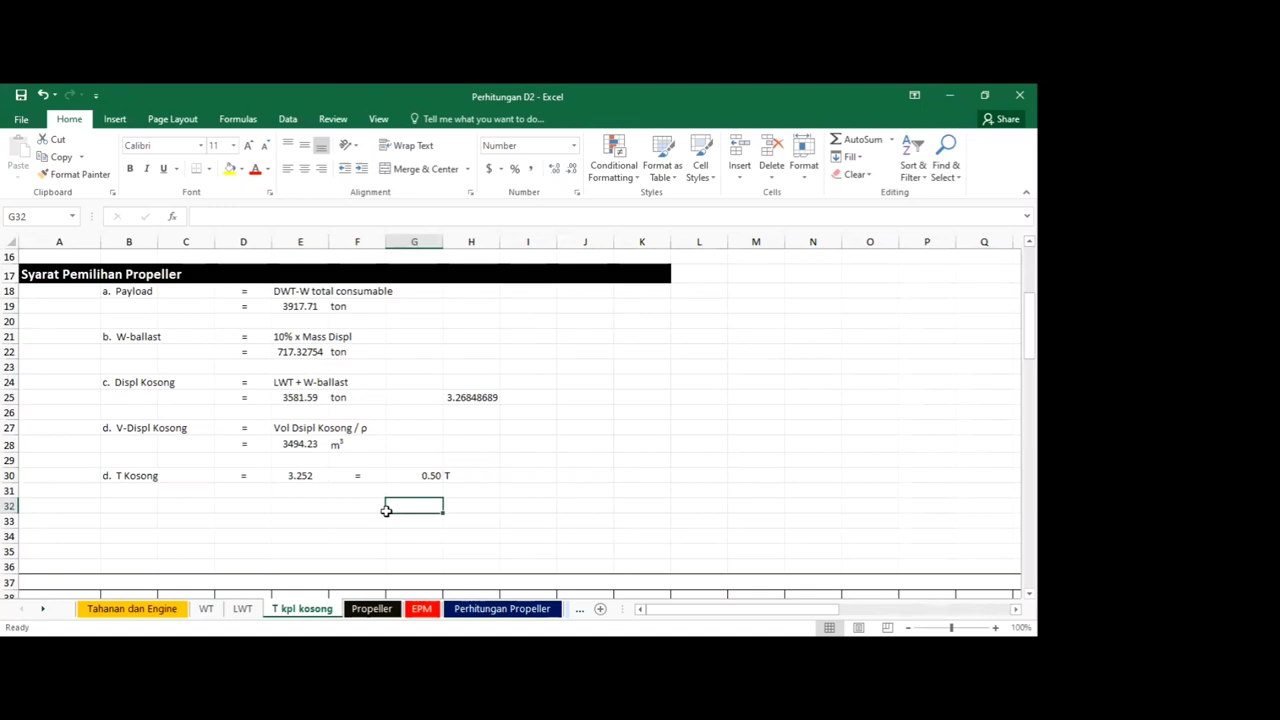 Perhitungan D2 - Excel
File Home Insert Page Layout Formulas Data Review View Tell me what you want to do... Share
Paste Cut Copy Format Painter Clipboard
Calibri 11 B I U Font
Wrap Text Merge & Center Alignment
Number $ % , Number
Conditional Formatting Format as Table Cell Styles Styles
Insert Delete Format Cells
AutoSum Fill Clear Sort & Filter Find & Select Editing
G32 fx
A B C D E F G H I J K L M N O P Q
16
17 Syarat Pemilihan Propeller
18 a. Payload = DWT-W total consumable
19 = 3917.71 ton
20
21 b. W-ballast = 10% x Mass Displ
22 = 717.32754 ton
23
24 c. Displ Kosong = LWT + W-ballast
25 = 3581.59 ton 3.26848689
26
27 d. V-Displ Kosong = Vol Dsipl Kosong / ρ
28 = 3494.23 m³
29
30 d. T Kosong = 3.252 = 0.50 T
31
32
33
34
35
36
37
38
Tahanan dan Engine WT LWT T kpl kosong Propeller EPM Perhitungan Propeller ...
Ready 100%